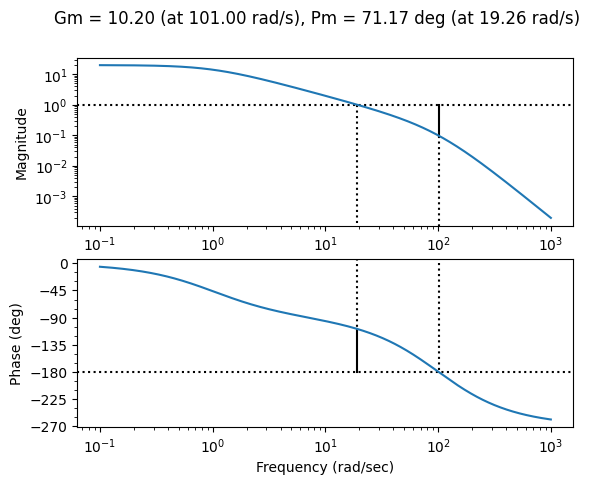 Gm = 10.20 (at 101.00 rad/s), Pm = 71.17 deg (at 19.26 rad/s)
10¹
10⁰
10⁻¹
10⁻²
10⁻³
Magnitude
10⁻¹ 10⁰ 10¹ 10² 10³
0
−45
−90
−135
−180
−225
−270
Phase (deg)
10⁻¹ 10⁰ 10¹ 10² 10³
Frequency (rad/sec)